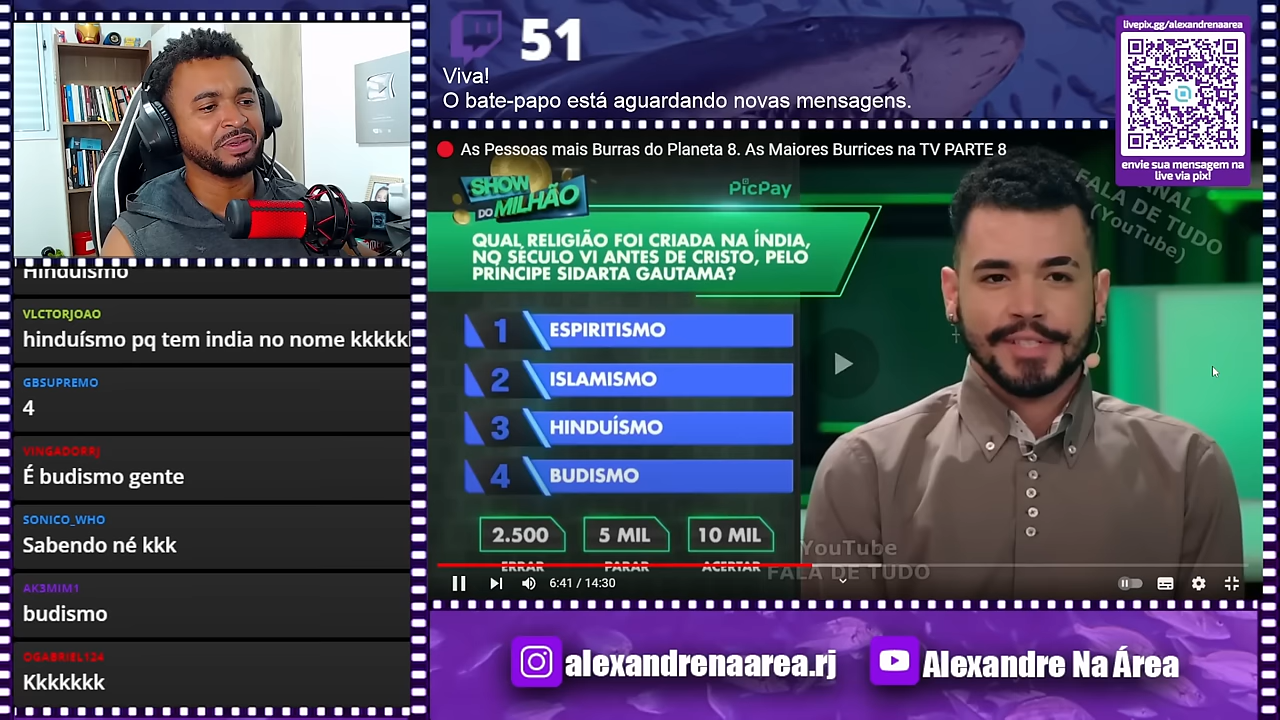 51
Viva!
O bate-papo está aguardando novas mensagens.
livepix.gg/alexandrenaarea
envie sua mensagem na
live via pix!
As Pessoas mais Burras do Planeta 8. As Maiores Burrices na TV PARTE 8
SHOW
DO MILHÃO
PicPay
CANAL
FALA DE TUDO
(YouTube)
QUAL RELIGIÃO FOI CRIADA NA ÍNDIA,
NO SÉCULO VI ANTES DE CRISTO, PELO
PRÍNCIPE SIDARTA GAUTAMA?
1 ESPIRITISMO
2 ISLAMISMO
3 HINDUÍSMO
4 BUDISMO
2.500 5 MIL 10 MIL
ERRAR PARAR ACERTAR
YouTube
FALA DE TUDO
6:41 / 14:30
Hinduismo
VLCTORJOAO
hinduísmo pq tem india no nome kkkkk
GBSUPREMO
4
VINGADORRJ
É budismo gente
SONICO_WHO
Sabendo né kkk
AK3MIM1
budismo
OGABRIEL124
Kkkkkkk
alexandrenaarea.rj
Alexandre Na Área